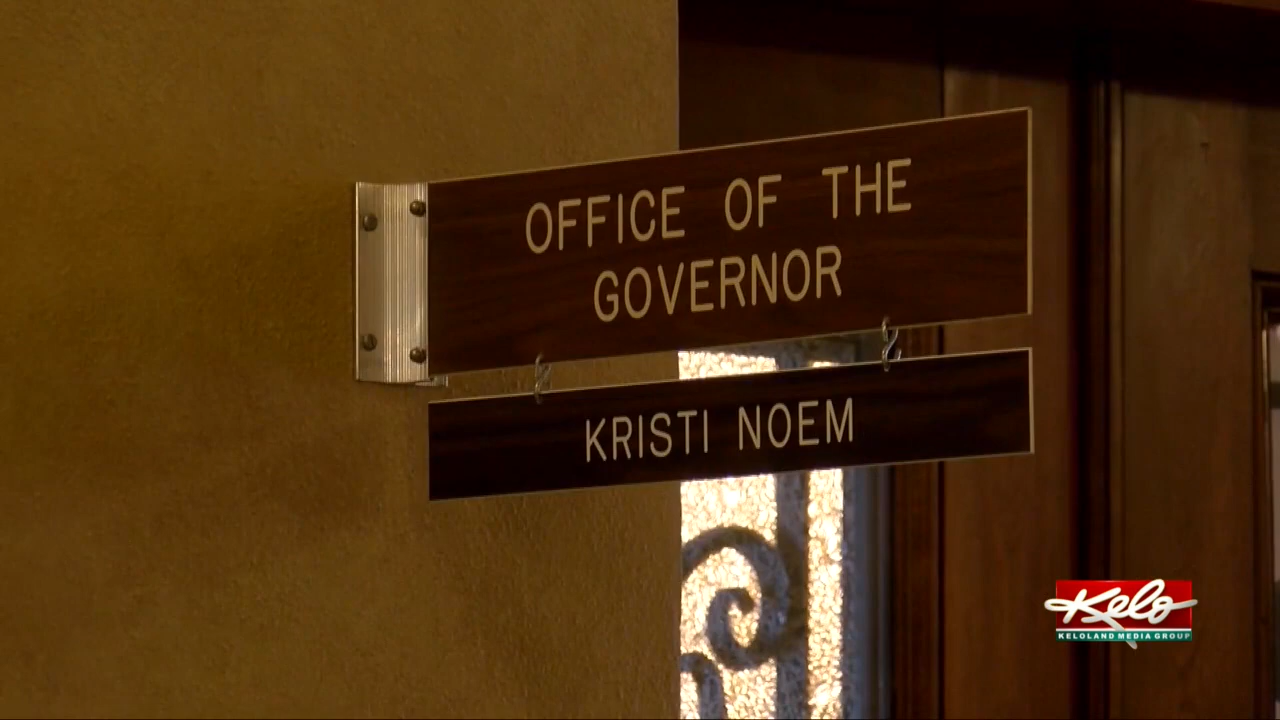 OFFICE OF THE
GOVERNOR
KRISTI NOEM
Kelo
KELOLAND MEDIA GROUP